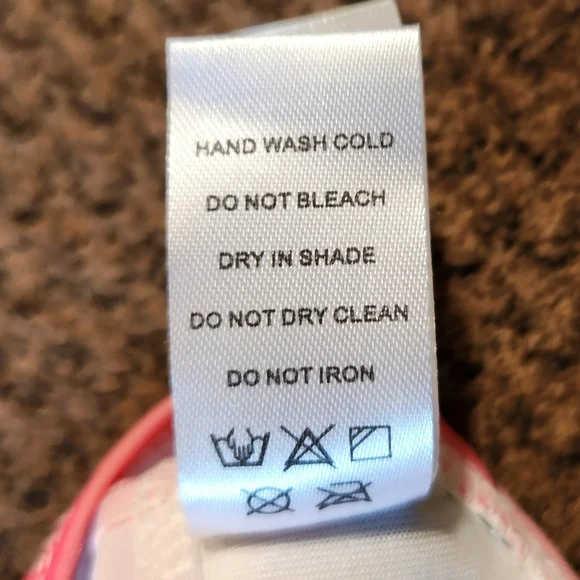 HAND WASH COLD
DO NOT BLEACH
DRY IN SHADE
DO NOT DRY CLEAN
DO NOT IRON